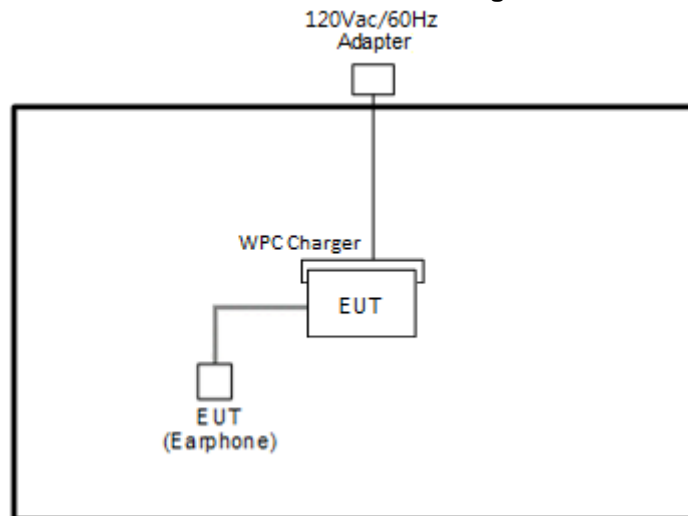 120Vac/60Hz
Adapter
WPC Charger
EUT
EUT
(Earphone)